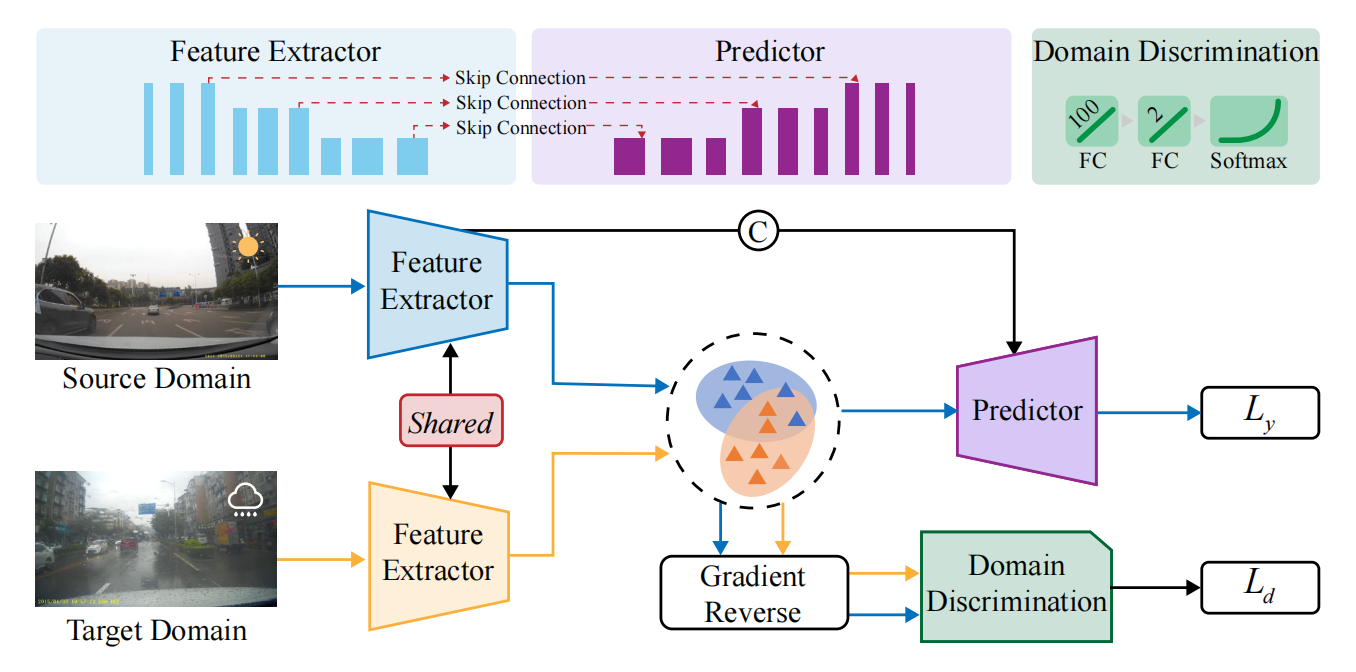 Feature Extractor
Predictor
Domain Discrimination
Skip Connection
Skip Connection
Skip Connection
100
2
FC
FC
Softmax
C
Feature
Extractor
Source Domain
Shared
Predictor
L_y
Feature
Extractor
Gradient
Reverse
Domain
Discrimination
L_d
Target Domain